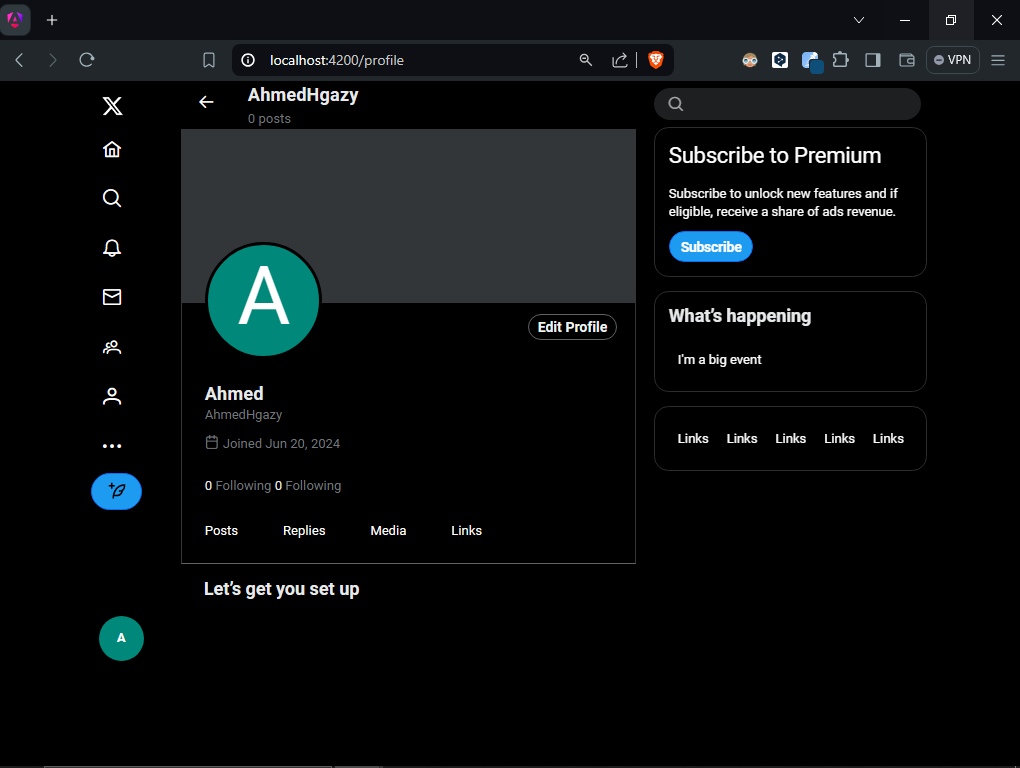 localhost:4200/profile
VPN
AhmedHgazy
0 posts
Subscribe to Premium
Subscribe to unlock new features and if
eligible, receive a share of ads revenue.
Subscribe
A
Edit Profile
What's happening
I'm a big event
Ahmed
AhmedHgazy
Joined Jun 20, 2024
0 Following 0 Following
Posts Replies Media Links
Links Links Links Links Links
Let's get you set up
A